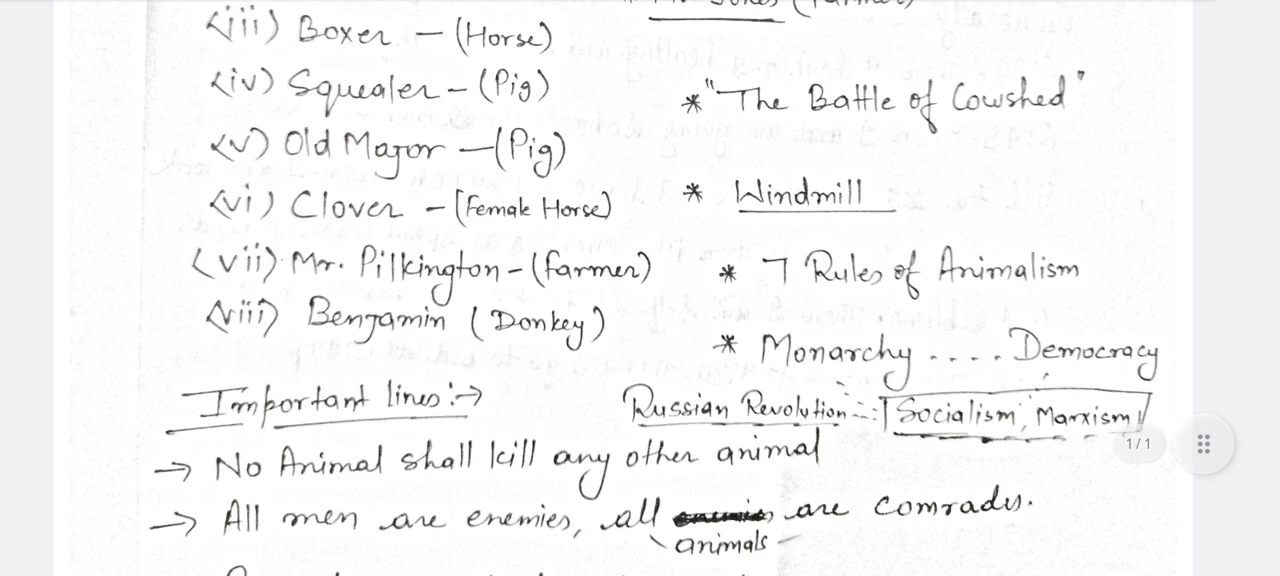 (iii) Boxer – (Horse)
(iv) Squealer – (Pig)
* "The Battle of Cowshed"
(v) Old Major – (Pig)
(vi) Clover – [Female Horse)
* Windmill
(vii) Mr. Pilkington – (farmer)
* 7 Rules of Animalism
(viii) Benjamin (Donkey)
* Monarchy .... Democracy
Important lines :→
Russian Revolution --: Socialism, Marxism
1/1
→ No Animal shall kill any other animal
→ All men are enemies, all animals are comrades.